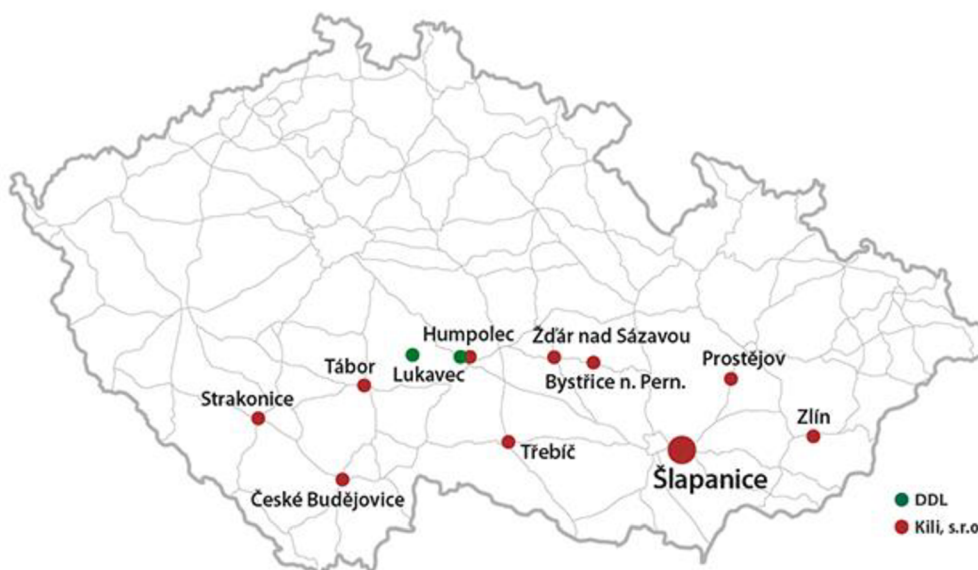 Humpolec
Žďár nad Sázavou
Prostějov
Tábor
Lukavec
Bystřice n. Pern.
Strakonice
Zlín
Třebíč
Šlapanice
České Budějovice
DDL
Kili, s.r.o